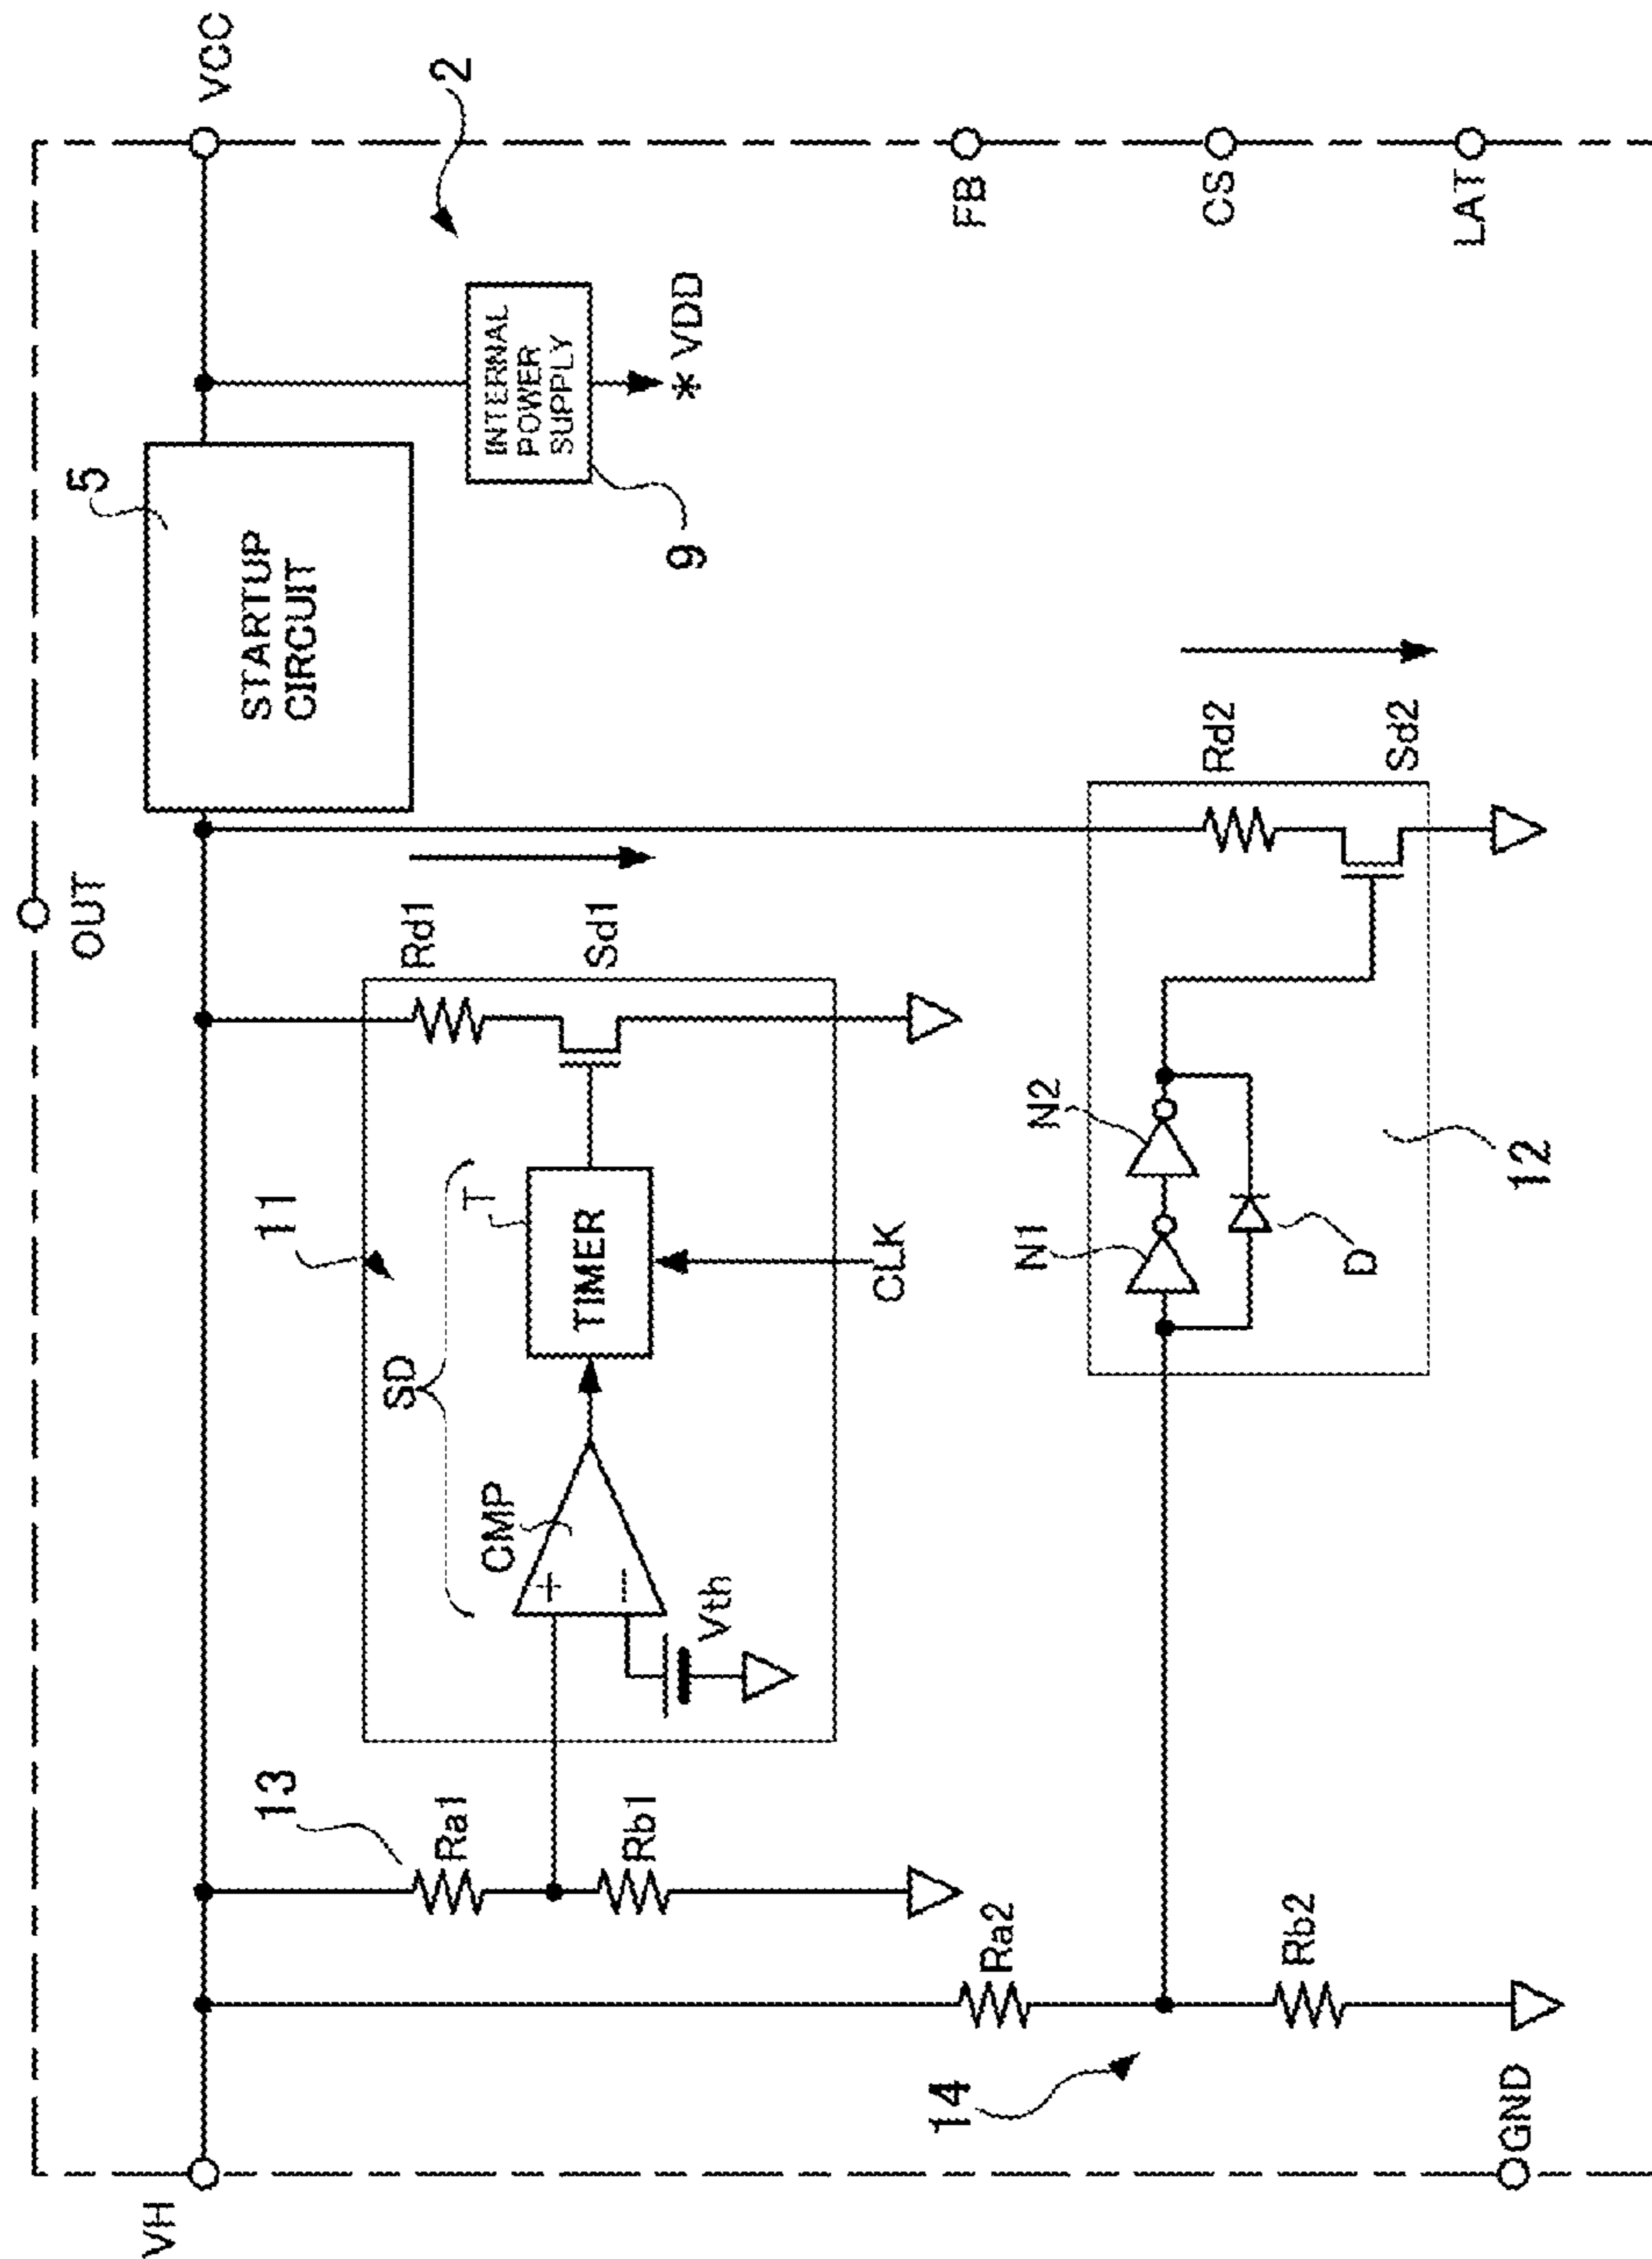 OUT
VH
VCC
5
STARTUP
CIRCUIT
2
INTERNAL
POWER
SUPPLY
9
* VDD
13
Ra1
Rb1
11
SD
CMP
+
−
Vth
T
TIMER
CLK
Rd1
Sd1
14
Ra2
Rb2
N1
N2
D
12
Rd2
Sd2
FB
CS
LAT
GND